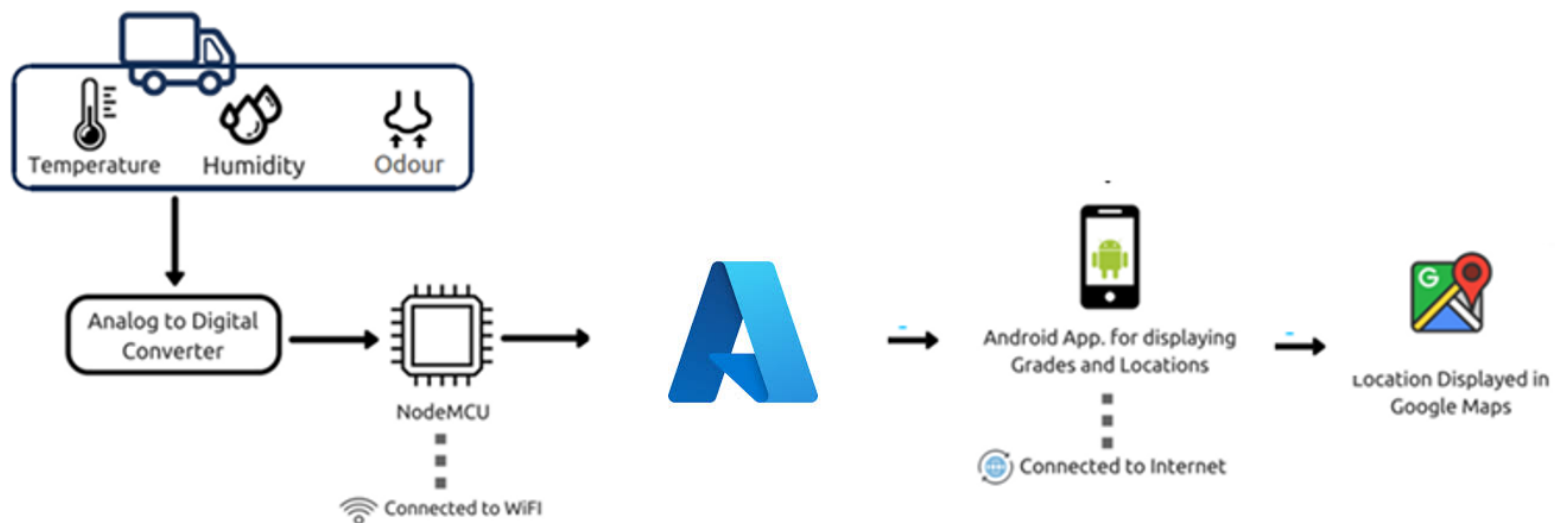 Temperature
Humidity
Odour
Analog to Digital
Converter
NodeMCU
Connected to WiFI
Android App. for displaying
Grades and Locations
Connected to Internet
G
Location Displayed in
Google Maps